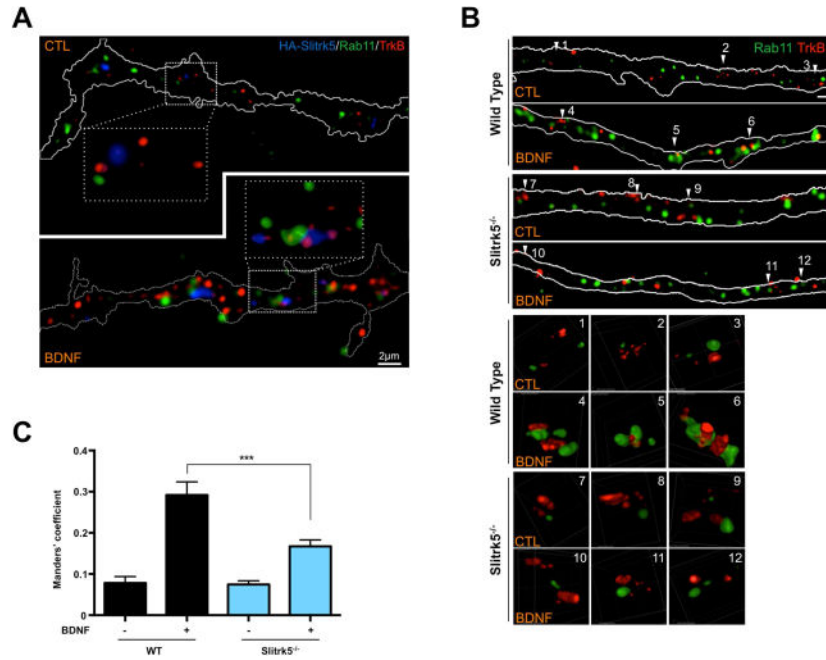 A
CTL
HA-Slitrk5/Rab11/TrkB
BDNF
2μm
B
Rab11 TrkB
Wild Type
1
2
3
CTL
4
5
6
BDNF
Slitrk5-/-
7
8
9
CTL
10
11
12
BDNF
Wild Type
1
2
3
CTL
4
5
6
BDNF
Slitrk5-/-
7
8
9
CTL
10
11
12
BDNF
C
Manders' coefficient
0.4
0.3
0.2
0.1
0
***
BDNF - + - +
WT Slitrk5-/-